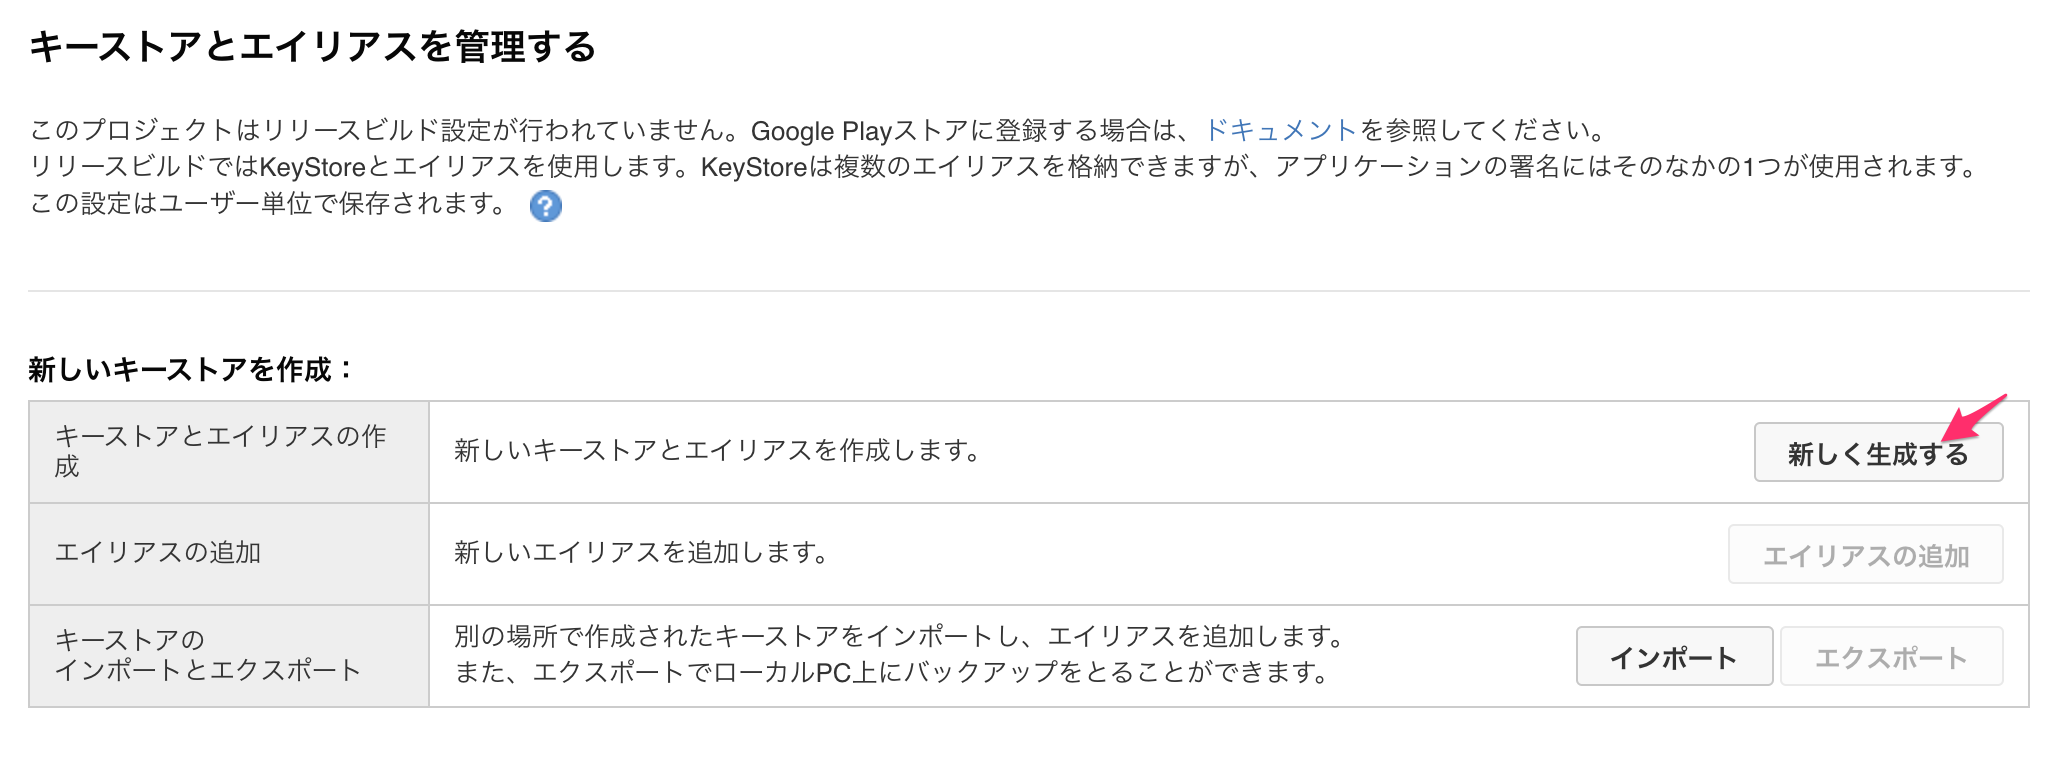 キーストアとエイリアスを管理する
このプロジェクトはリリースビルド設定が行われていません。Google Playストアに登録する場合は、ドキュメントを参照してください。
リリースビルドではKeyStoreとエイリアスを使用します。KeyStoreは複数のエイリアスを格納できますが、アプリケーションの署名にはそのなかの1つが使用されます。
この設定はユーザー単位で保存されます。 ?
新しいキーストアを作成：
キーストアとエイリアスの作
成
新しいキーストアとエイリアスを作成します。
新しく生成する
エイリアスの追加
新しいエイリアスを追加します。
エイリアスの追加
キーストアの
インポートとエクスポート
別の場所で作成されたキーストアをインポートし、エイリアスを追加します。
また、エクスポートでローカルPC上にバックアップをとることができます。
インポート
エクスポート